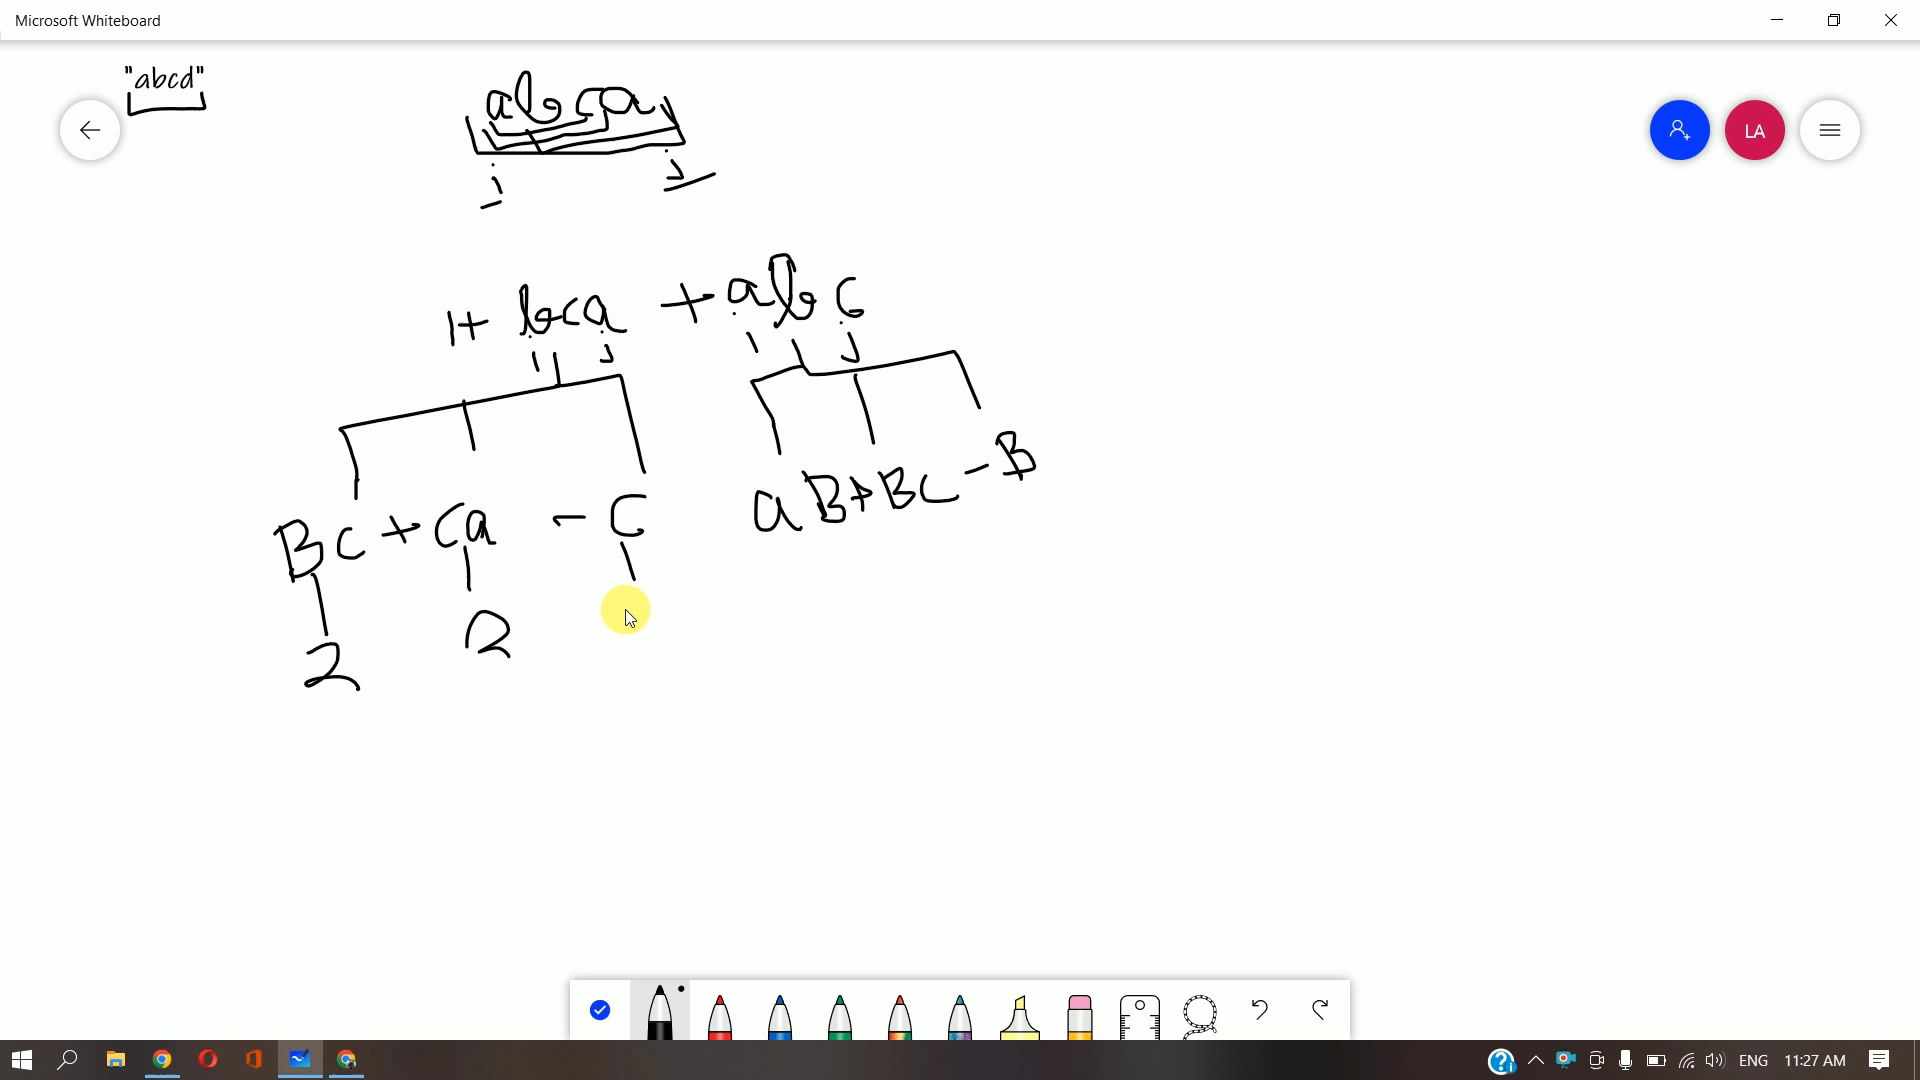 Microsoft Whiteboard
"abcd"
abca
i j
LA
1+ bca + abc
i j i j
Bc + ca - c aB+Bc - B
2 2
ENG 11:27 AM